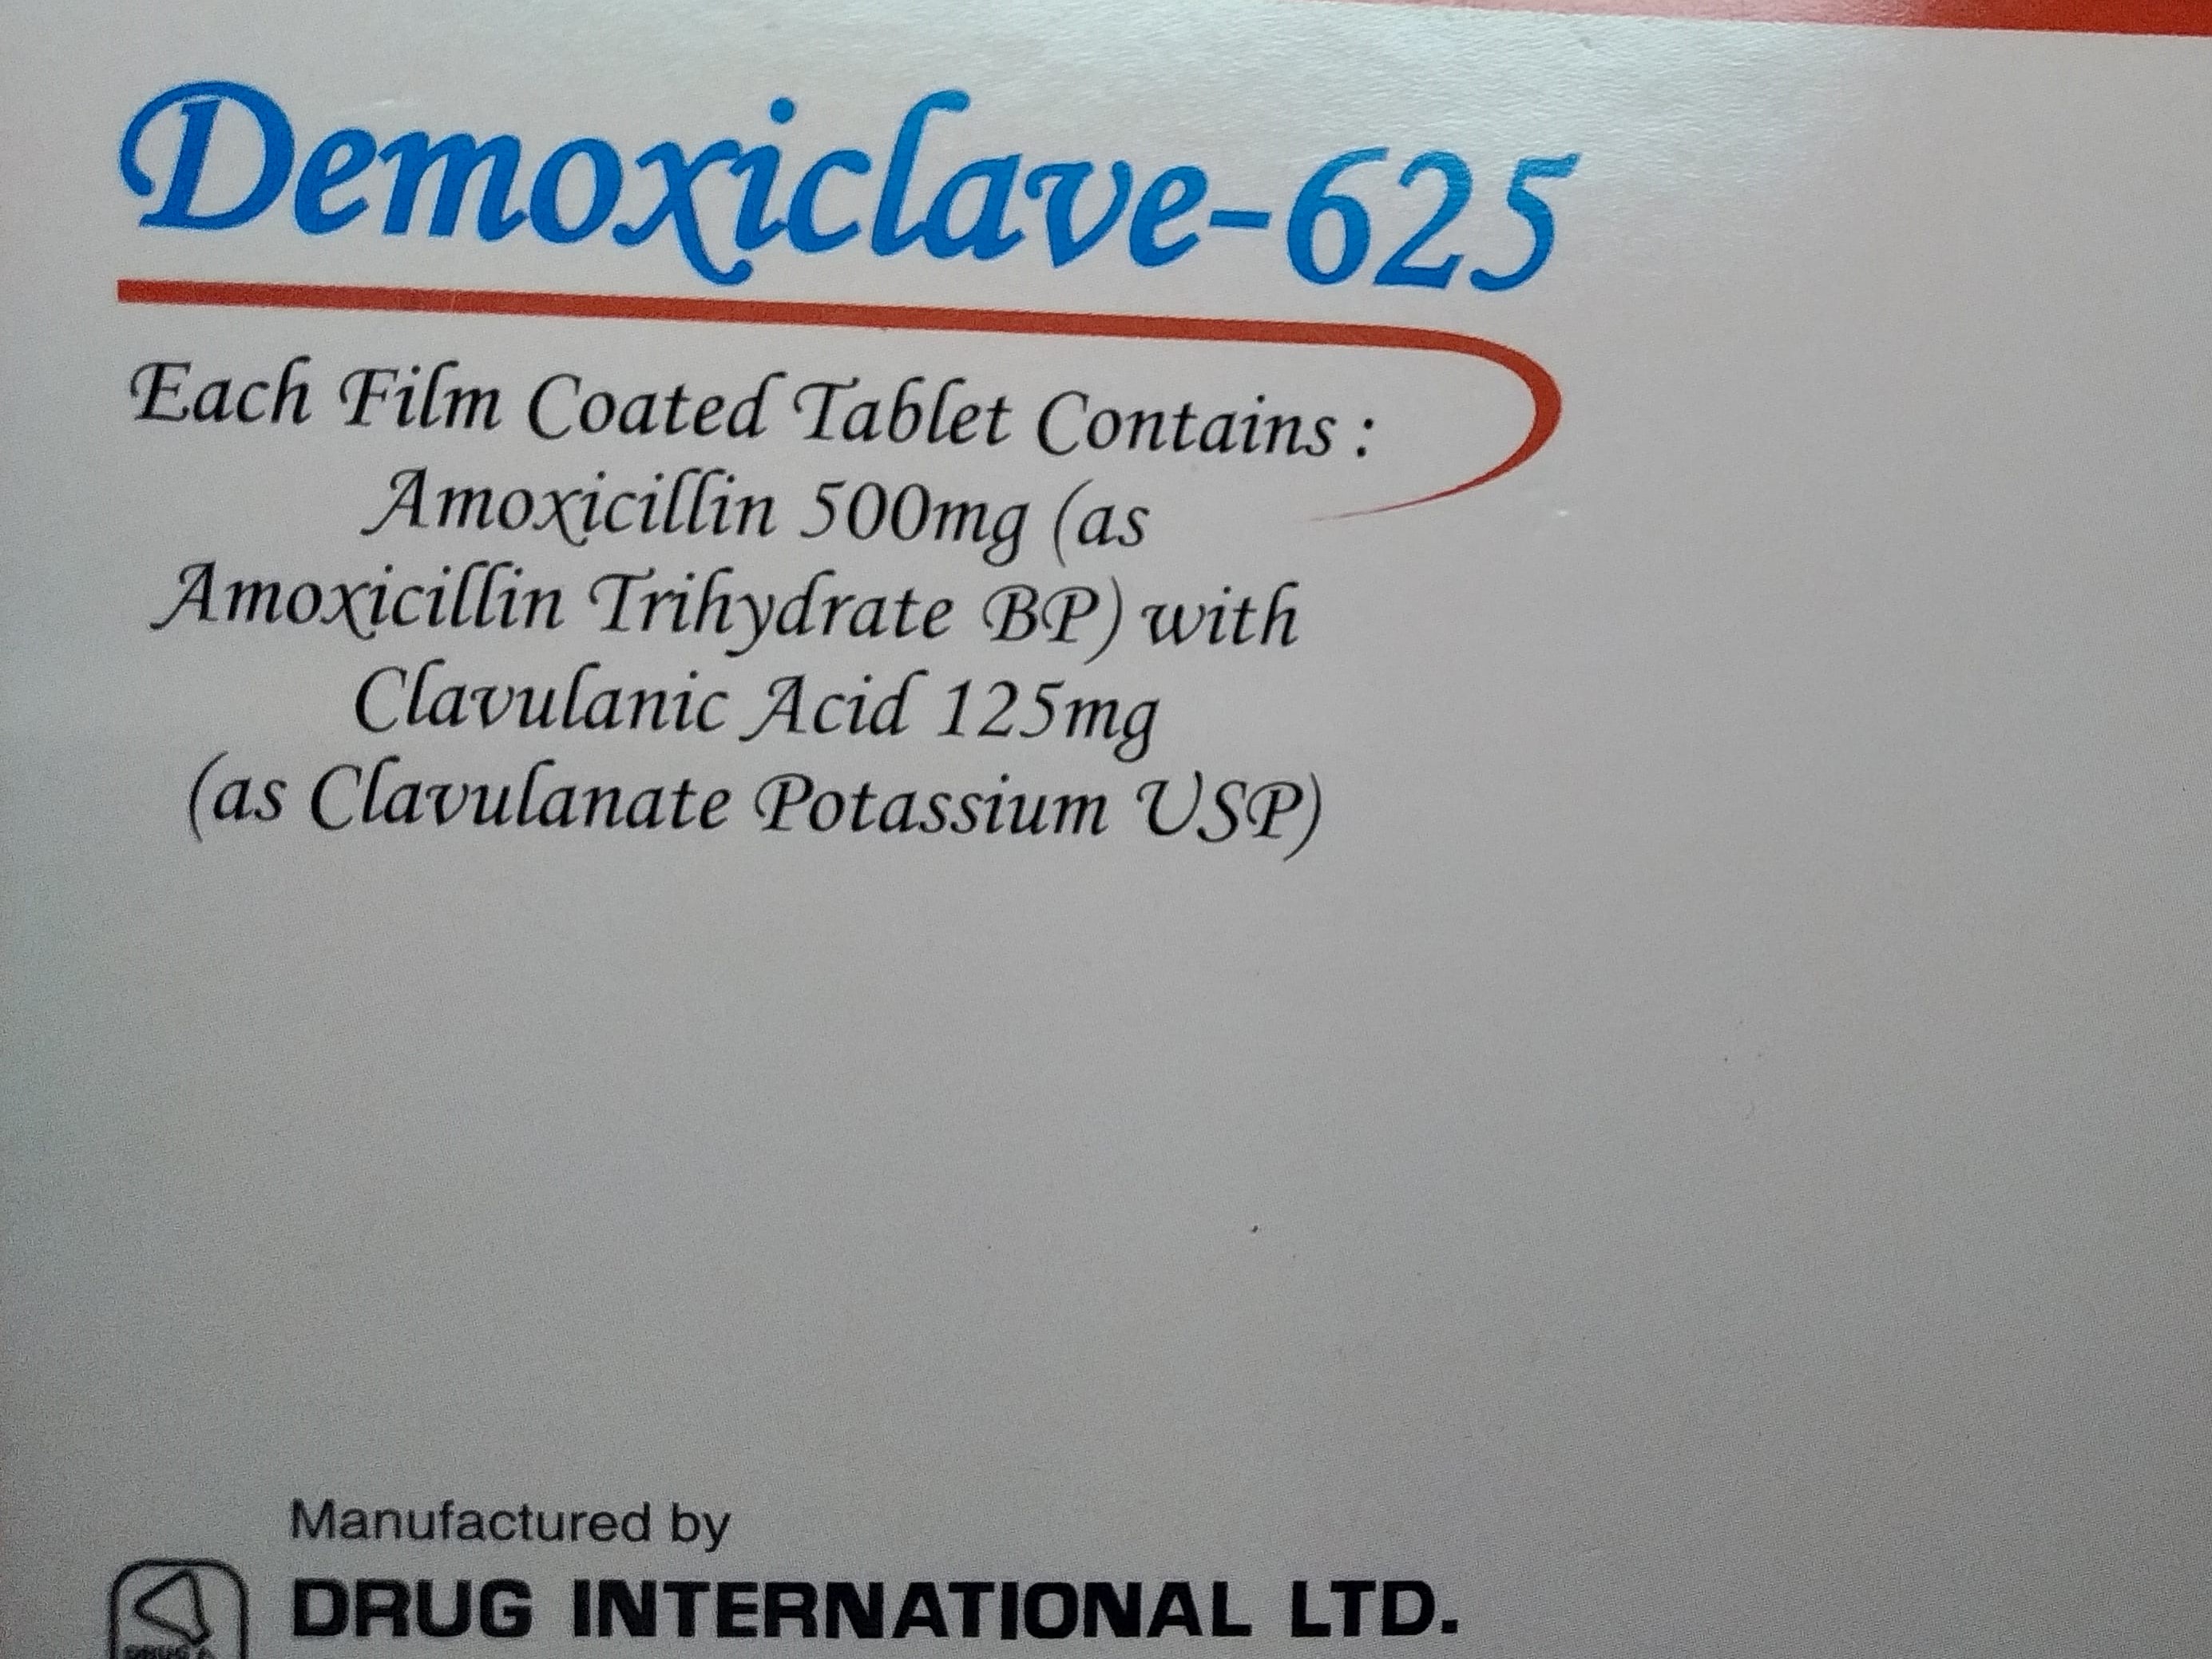 Demoxiclave-625
Each Film Coated Tablet Contains :
Amoxicillin 500mg (as
Amoxicillin Trihydrate BP) with
Clavulanic Acid 125mg
(as Clavulanate Potassium USP)
Manufactured by
DRUG INTERNATIONAL LTD.